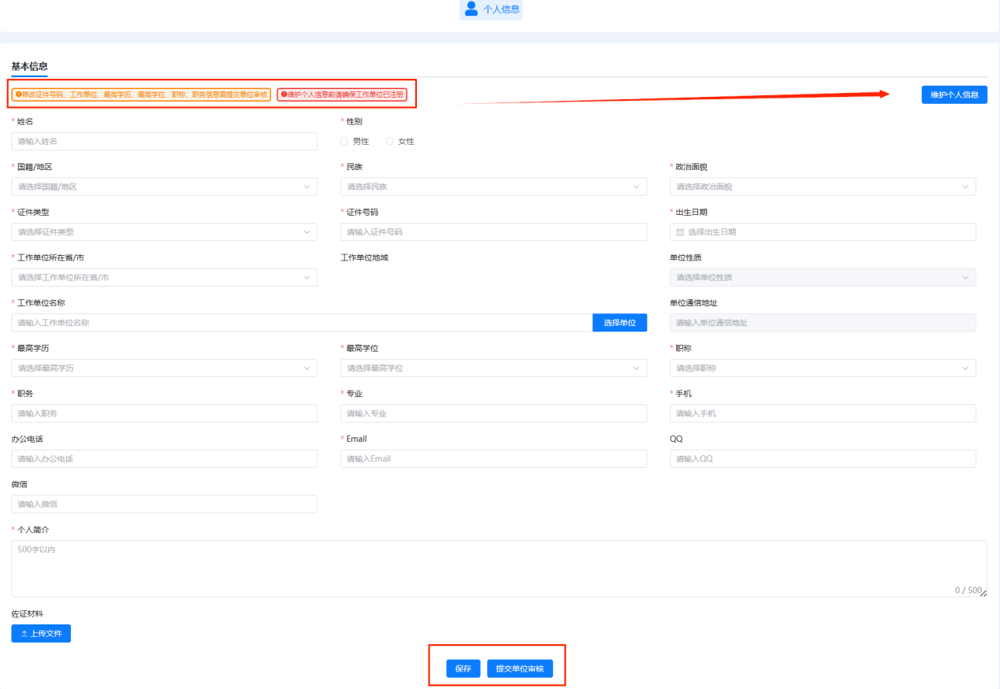 个人信息
基本信息
修改证件号码、工作单位、最高学历、最高学位、职称、职务信息需提交单位审核 维护个人信息前请确保工作单位已注册 维护个人信息
* 姓名 * 性别
请输入姓名 男性 女性
* 国籍/地区 * 民族 * 政治面貌
请选择国籍/地区 请选择民族 请选择政治面貌
* 证件类型 * 证件号码 * 出生日期
请选择证件类型 请输入证件号码 选择出生日期
* 工作单位所在省/市 工作单位地域 单位性质
请选择工作单位所在省/市 请选择单位性质
* 工作单位名称 单位通信地址
请输入工作单位名称 选择单位 请输入单位通信地址
* 最高学历 * 最高学位 * 职称
请选择最高学历 请选择最高学位 请选择职称
* 职务 * 专业 * 手机
请输入职务 请输入专业 请输入手机
办公电话 * Email QQ
请输入办公电话 请输入Email 请输入QQ
微信
请输入微信
* 个人简介
500字以内
0 / 500
佐证材料
上传文件
保存 提交单位审核